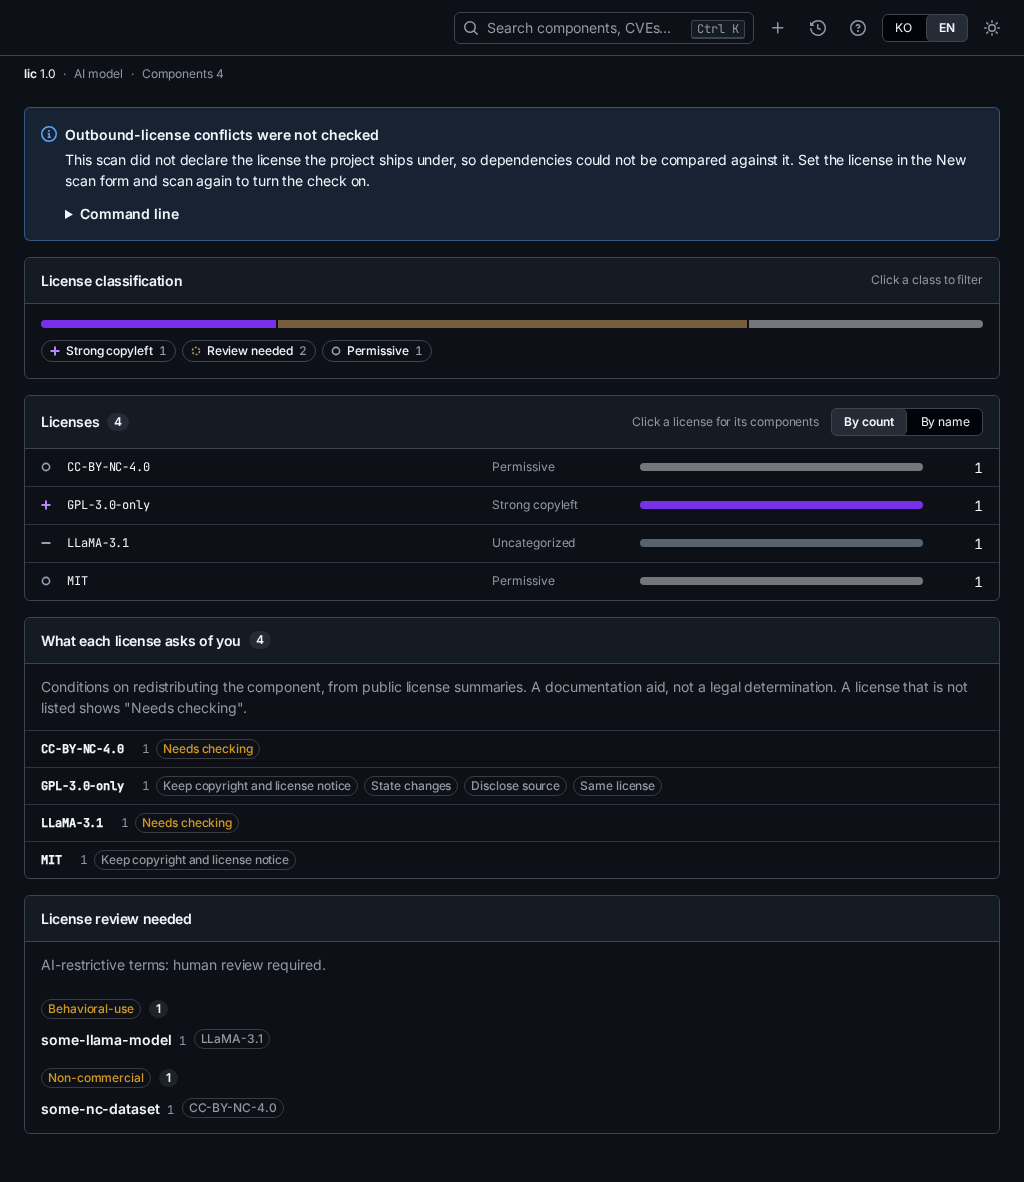 Search components, CVEs... Ctrl K KO EN
lic 1.0 · AI model · Components 4
Outbound-license conflicts were not checked
This scan did not declare the license the project ships under, so dependencies could not be compared against it. Set the license in the New
scan form and scan again to turn the check on.
Command line
License classification Click a class to filter
Strong copyleft 1 Review needed 2 Permissive 1
Licenses 4 Click a license for its components By count By name
CC-BY-NC-4.0 Permissive 1
GPL-3.0-only Strong copyleft 1
LLaMA-3.1 Uncategorized 1
MIT Permissive 1
What each license asks of you 4
Conditions on redistributing the component, from public license summaries. A documentation aid, not a legal determination. A license that is not
listed shows "Needs checking".
CC-BY-NC-4.0 1 Needs checking
GPL-3.0-only 1 Keep copyright and license notice State changes Disclose source Same license
LLaMA-3.1 1 Needs checking
MIT 1 Keep copyright and license notice
License review needed
AI-restrictive terms: human review required.
Behavioral-use 1
some-llama-model 1 LLaMA-3.1
Non-commercial 1
some-nc-dataset 1 CC-BY-NC-4.0